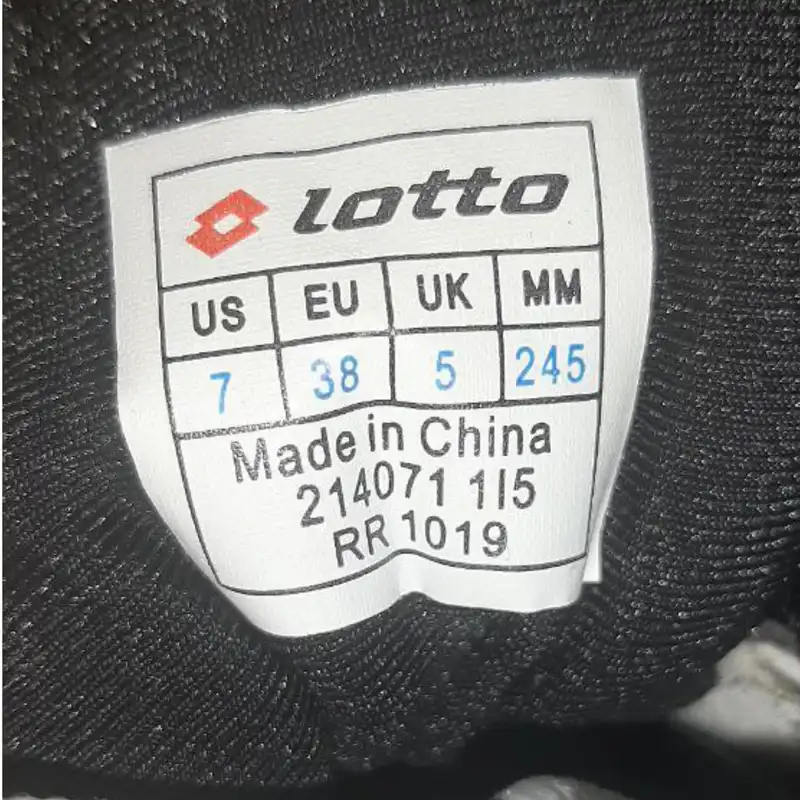 lotto
US EU UK MM
7 38 5 245
Made in China
214071 1I5
RR 1019